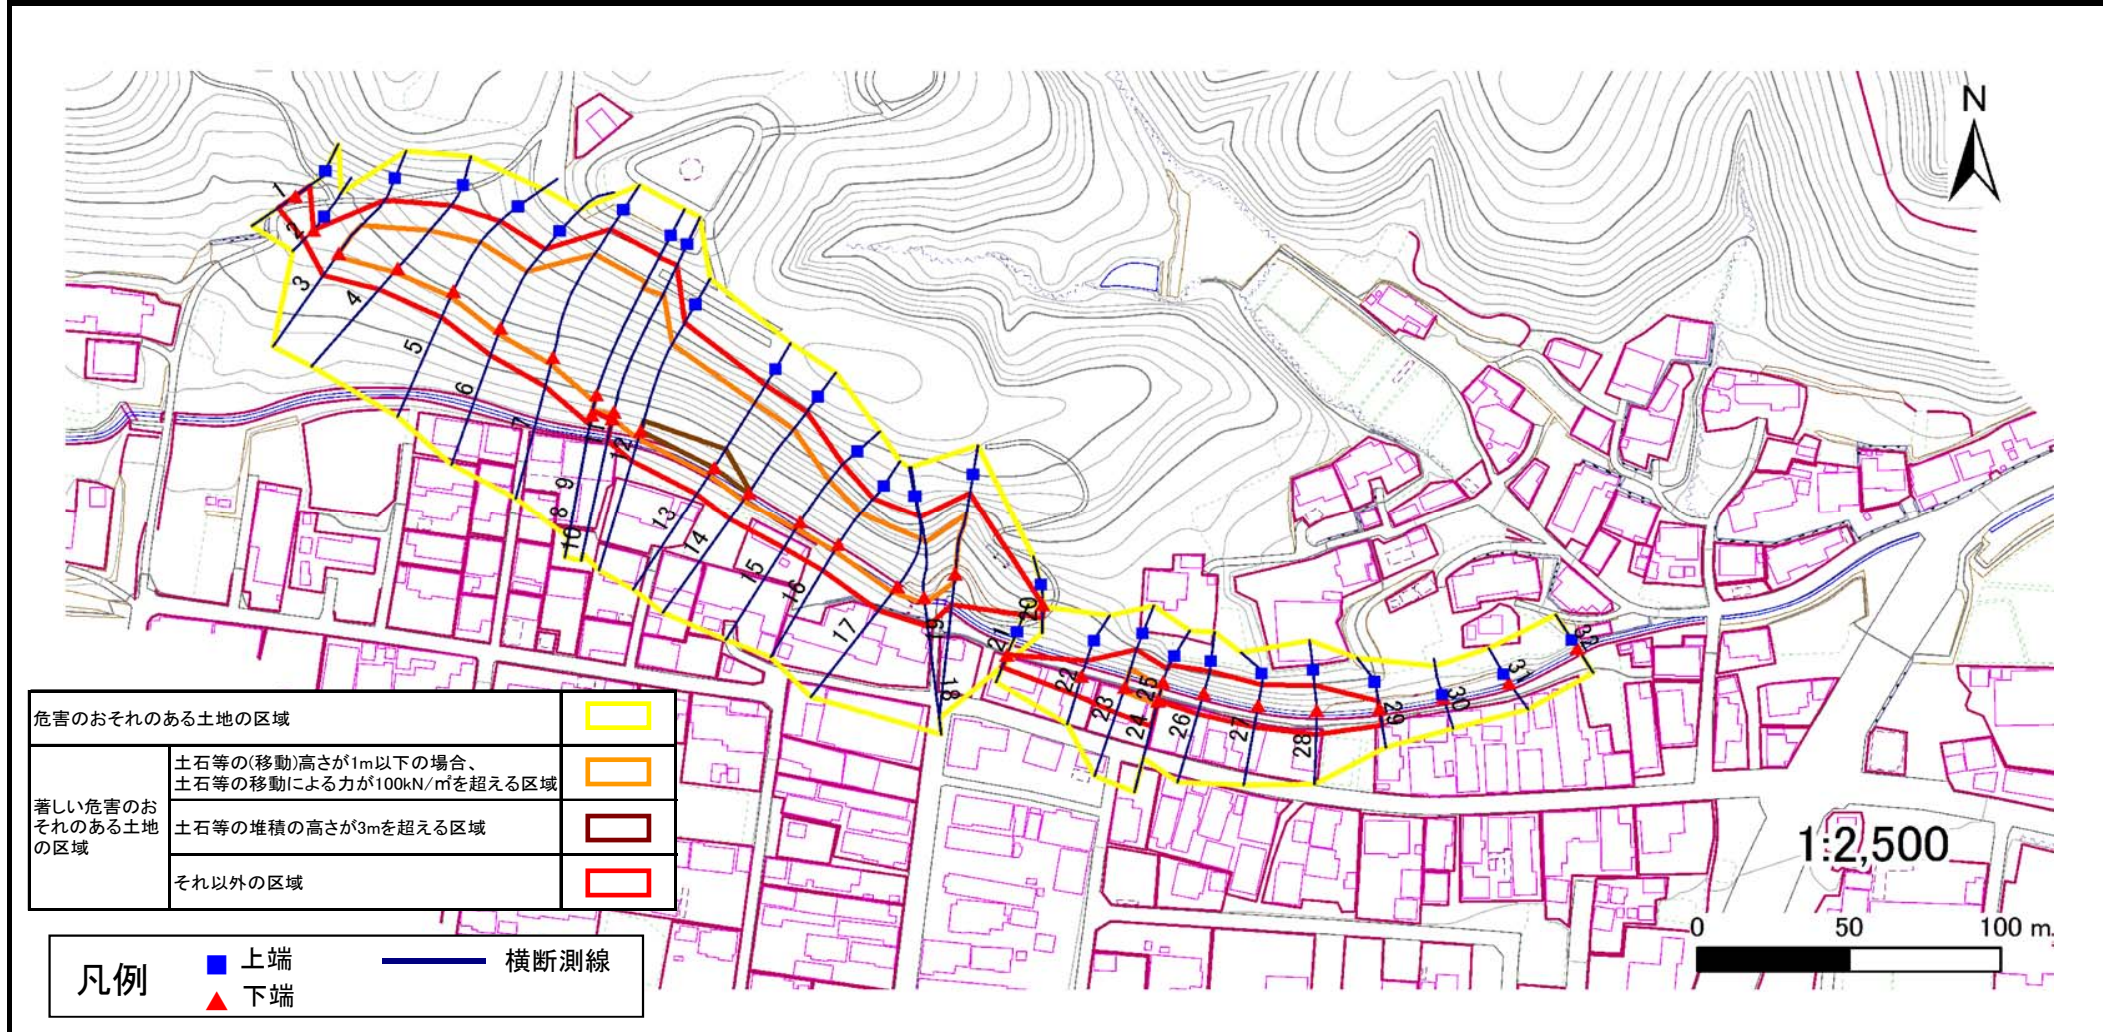 N
1
2
3
4
5
6
7
8
9
10
11
12
13
14
15
16
17
18
19
20
21
22
23
24
25
26
27
28
29
30
31
32
危害のおそれのある土地の区域
著しい危害のお
それのある土地
の区域
土石等の(移動)高さが1m以下の場合、
土石等の移動による力が100kN/㎡を超える区域
土石等の堆積の高さが3mを超える区域
それ以外の区域
凡例
上端
下端
横断測線
1:2,500
0 50 100 m